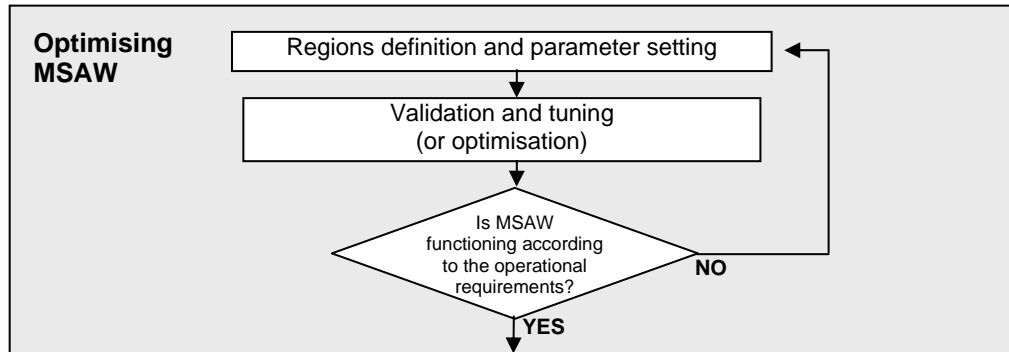 Optimising
MSAW
Regions definition and parameter setting
Validation and tuning
(or optimisation)
Is MSAW
functioning according
to the operational
requirements?
NO
YES